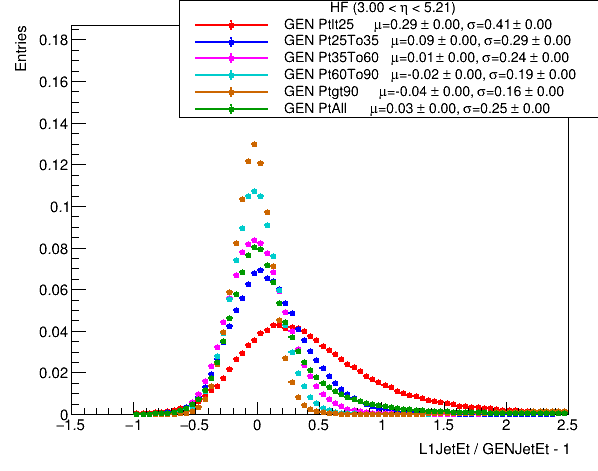 HF (3.00 < η < 5.21)
GEN Ptlt25 μ=0.29 ± 0.00, σ=0.41 ± 0.00
GEN Pt25To35 μ=0.09 ± 0.00, σ=0.29 ± 0.00
GEN Pt35To60 μ=0.01 ± 0.00, σ=0.24 ± 0.00
GEN Pt60To90 μ=-0.02 ± 0.00, σ=0.19 ± 0.00
GEN Ptgt90 μ=-0.04 ± 0.00, σ=0.16 ± 0.00
GEN PtAll μ=0.03 ± 0.00, σ=0.25 ± 0.00
Entries
0.18
0.16
0.14
0.12
0.1
0.08
0.06
0.04
0.02
0
−1.5 −1 −0.5 0 0.5 1 1.5 2 2.5
L1JetEt / GENJetEt - 1